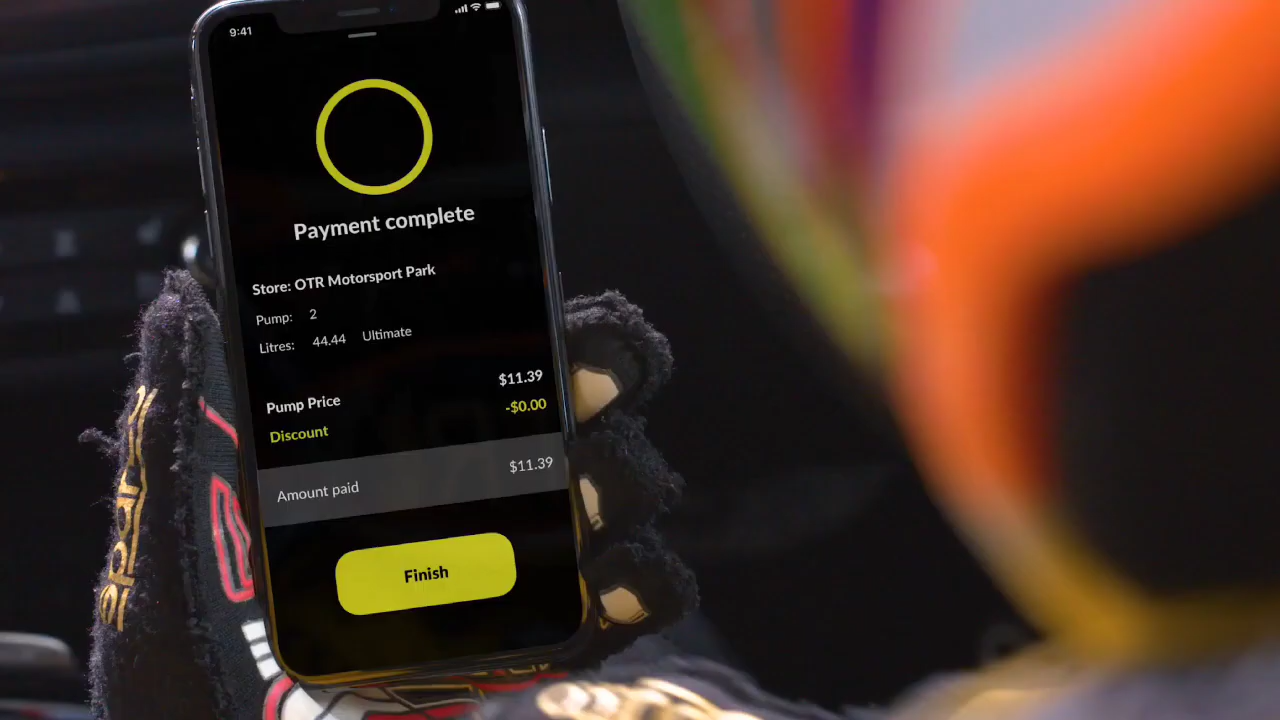 9:41
Payment complete
Store: OTR Motorsport Park
Pump: 2
Litres: 44.44 Ultimate
Pump Price $11.39
Discount -$0.00
Amount paid $11.39
Finish